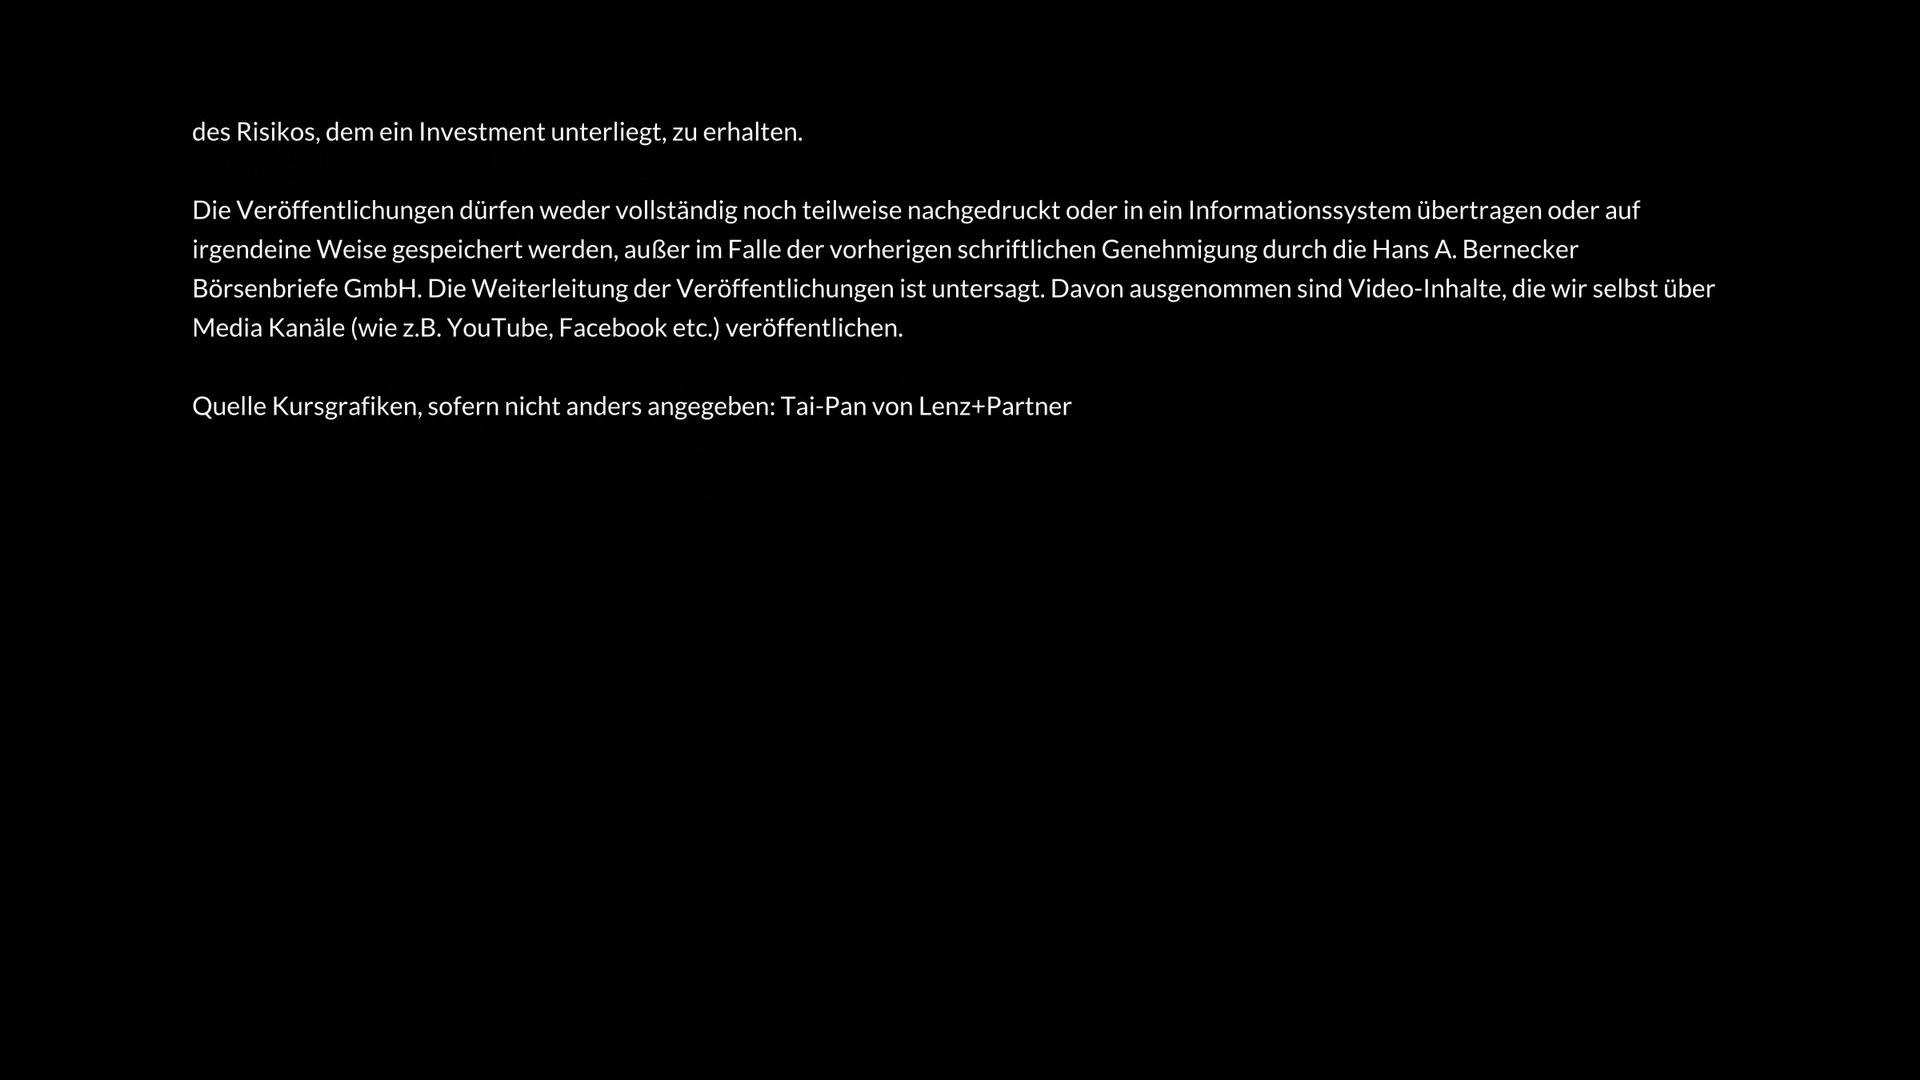 des Risikos, dem ein Investment unterliegt, zu erhalten.
Die Veröffentlichungen dürfen weder vollständig noch teilweise nachgedruckt oder in ein Informationssystem übertragen oder auf
irgendeine Weise gespeichert werden, außer im Falle der vorherigen schriftlichen Genehmigung durch die Hans A. Bernecker
Börsenbriefe GmbH. Die Weiterleitung der Veröffentlichungen ist untersagt. Davon ausgenommen sind Video-Inhalte, die wir selbst über
Media Kanäle (wie z.B. YouTube, Facebook etc.) veröffentlichen.
Quelle Kursgrafiken, sofern nicht anders angegeben: Tai-Pan von Lenz+Partner